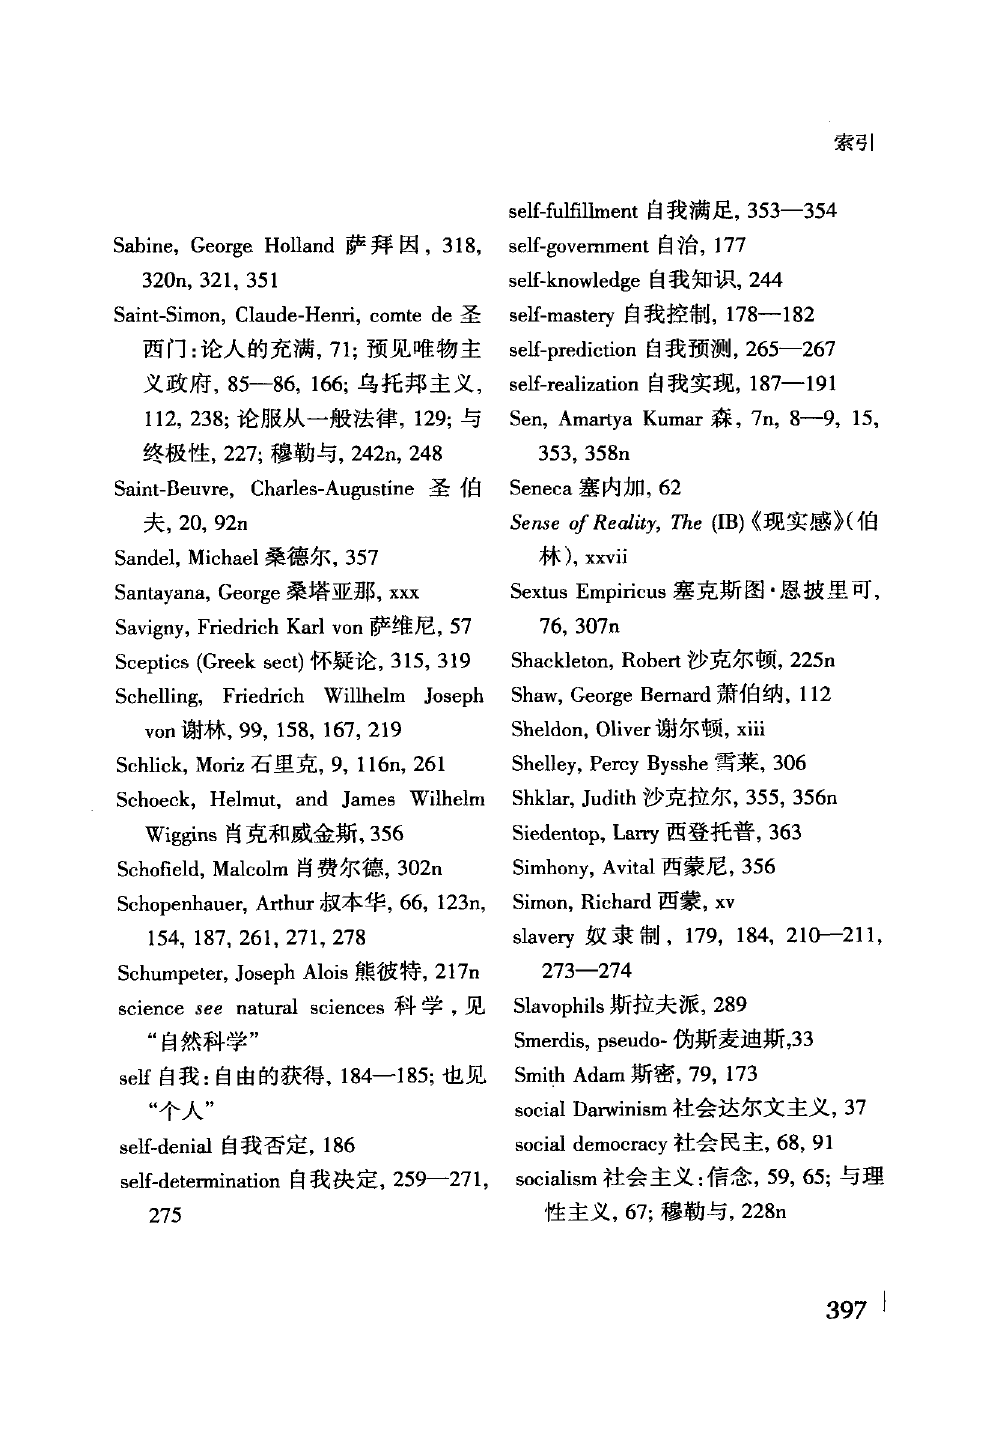 索引
Sabine, George Holland 萨拜因, 318,
320n, 321, 351
Saint-Simon, Claude-Henri, comte de 圣
西门:论人的充满, 71; 预见唯物主
义政府, 85—86, 166; 乌托邦主义,
112, 238; 论服从一般法律, 129; 与
终极性, 227; 穆勒与, 242n, 248
Saint-Beuvre, Charles-Augustine 圣伯
夫, 20, 92n
Sandel, Michael 桑德尔, 357
Santayana, George 桑塔亚那, xxx
Savigny, Friedrich Karl von 萨维尼, 57
Sceptics (Greek sect) 怀疑论, 315, 319
Schelling, Friedrich Willhelm Joseph
von 谢林, 99, 158, 167, 219
Schlick, Moriz 石里克, 9, 116n, 261
Schoeck, Helmut, and James Wilhelm
Wiggins 肖克和威金斯, 356
Schofield, Malcolm 肖费尔德, 302n
Schopenhauer, Arthur 叔本华, 66, 123n,
154, 187, 261, 271, 278
Schumpeter, Joseph Alois 熊彼特, 217n
science see natural sciences 科学, 见
“自然科学”
self 自我:自由的获得, 184—185; 也见
“个人”
self-denial 自我否定, 186
self-determination 自我决定, 259—271,
275
self-fulfillment 自我满足, 353—354
self-government 自治, 177
self-knowledge 自我知识, 244
self-mastery 自我控制, 178—182
self-prediction 自我预测, 265—267
self-realization 自我实现, 187—191
Sen, Amartya Kumar 森, 7n, 8—9, 15,
353, 358n
Seneca 塞内加, 62
Sense of Reality, The (IB)《现实感》(伯
林), xxvii
Sextus Empiricus 塞克斯图·恩披里可,
76, 307n
Shackleton, Robert 沙克尔顿, 225n
Shaw, George Bernard 萧伯纳, 112
Sheldon, Oliver 谢尔顿, xiii
Shelley, Percy Bysshe 雪莱, 306
Shklar, Judith 沙克拉尔, 355, 356n
Siedentop, Larry 西登托普, 363
Simhony, Avital 西蒙尼, 356
Simon, Richard 西蒙, xv
slavery 奴隶制, 179, 184, 210—211,
273—274
Slavophils 斯拉夫派, 289
Smerdis, pseudo- 伪斯麦迪斯,33
Smith Adam 斯密, 79, 173
social Darwinism 社会达尔文主义, 37
social democracy 社会民主, 68, 91
socialism 社会主义:信念, 59, 65; 与理
性主义, 67; 穆勒与, 228n
397